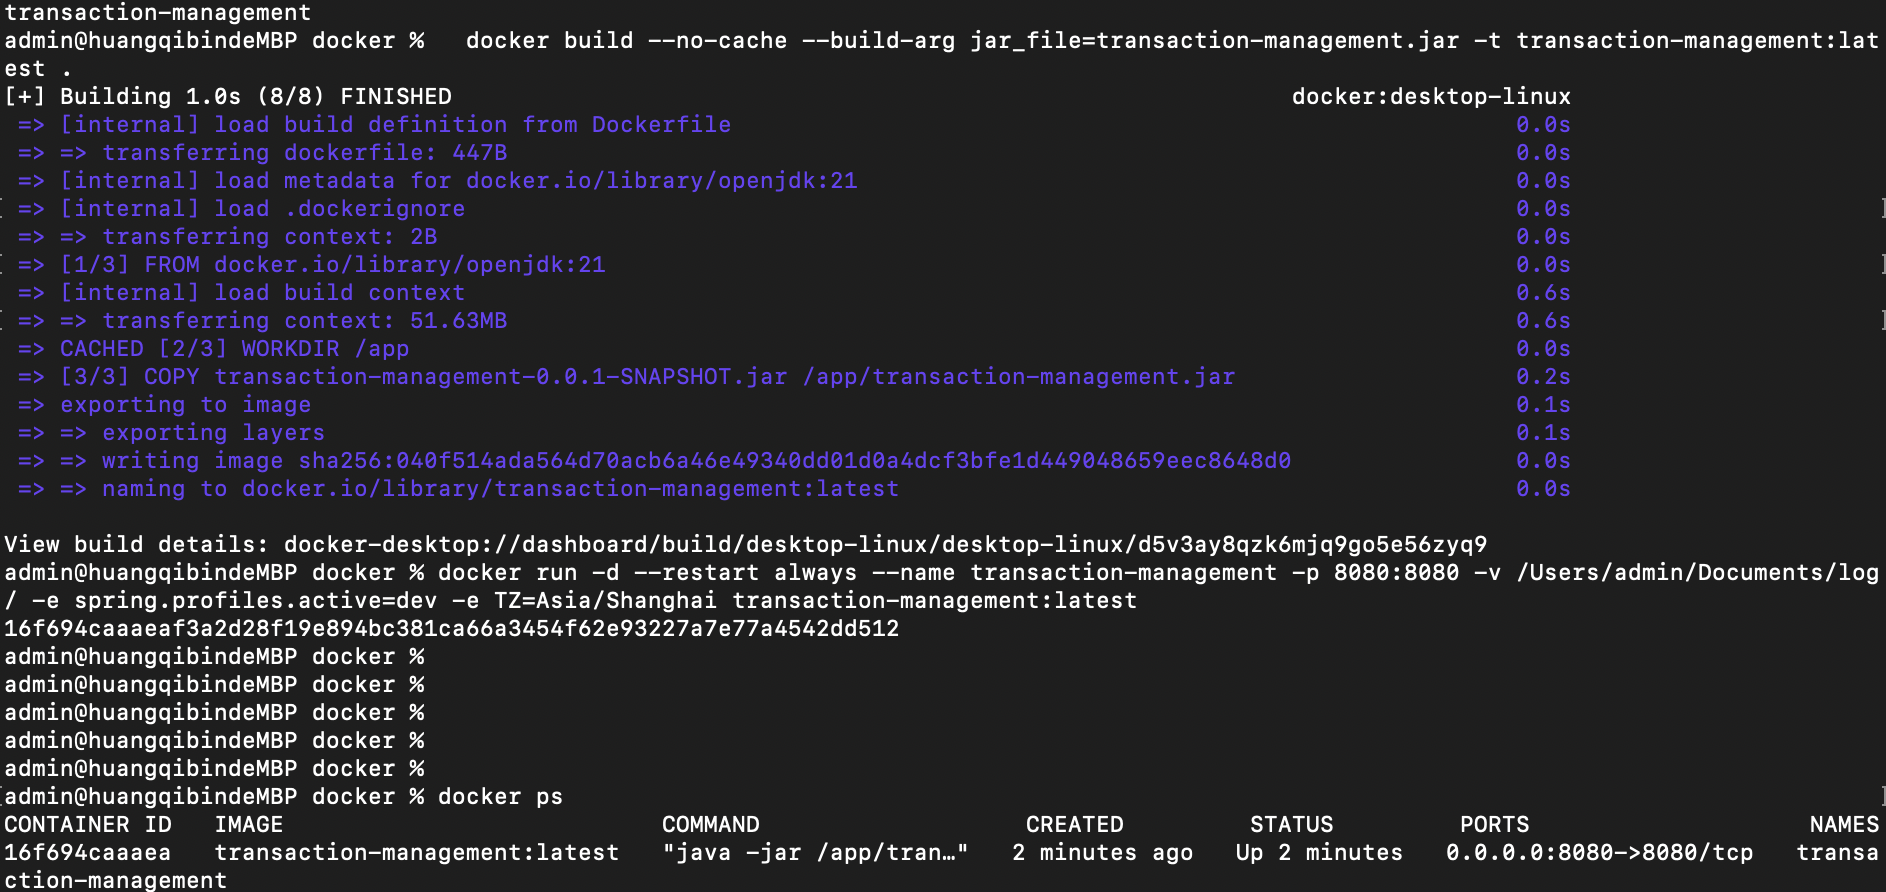 transaction-management
admin@huangqibindeMBP docker %   docker build --no-cache --build-arg jar_file=transaction-management.jar -t transaction-management:lat
est .
[+] Building 1.0s (8/8) FINISHED docker:desktop-linux
=> [internal] load build definition from Dockerfile 0.0s
=> => transferring dockerfile: 447B 0.0s
=> [internal] load metadata for docker.io/library/openjdk:21 0.0s
=> [internal] load .dockerignore 0.0s
=> => transferring context: 2B 0.0s
=> [1/3] FROM docker.io/library/openjdk:21 0.0s
=> [internal] load build context 0.6s
=> => transferring context: 51.63MB 0.6s
=> CACHED [2/3] WORKDIR /app 0.0s
=> [3/3] COPY transaction-management-0.0.1-SNAPSHOT.jar /app/transaction-management.jar 0.2s
=> exporting to image 0.1s
=> => exporting layers 0.1s
=> => writing image sha256:040f514ada564d70acb6a46e49340dd01d0a4dcf3bfe1d449048659eec8648d0 0.0s
=> => naming to docker.io/library/transaction-management:latest 0.0s
View build details: docker-desktop://dashboard/build/desktop-linux/desktop-linux/d5v3ay8qzk6mjq9go5e56zyq9
admin@huangqibindeMBP docker % docker run -d --restart always --name transaction-management -p 8080:8080 -v /Users/admin/Documents/log
/ -e spring.profiles.active=dev -e TZ=Asia/Shanghai transaction-management:latest
16f694caaaeaf3a2d28f19e894bc381ca66a3454f62e93227a7e77a4542dd512
admin@huangqibindeMBP docker %
admin@huangqibindeMBP docker %
admin@huangqibindeMBP docker %
admin@huangqibindeMBP docker %
admin@huangqibindeMBP docker %
admin@huangqibindeMBP docker % docker ps
CONTAINER ID   IMAGE   COMMAND   CREATED   STATUS   PORTS   NAMES
16f694caaaea   transaction-management:latest   "java -jar /app/tran…"   2 minutes ago   Up 2 minutes   0.0.0.0:8080->8080/tcp   transa
ction-management